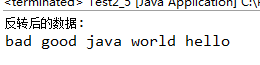 <terminated> Test2_5 [Java Application] C:\
反转后的数据:
bad good java world hello